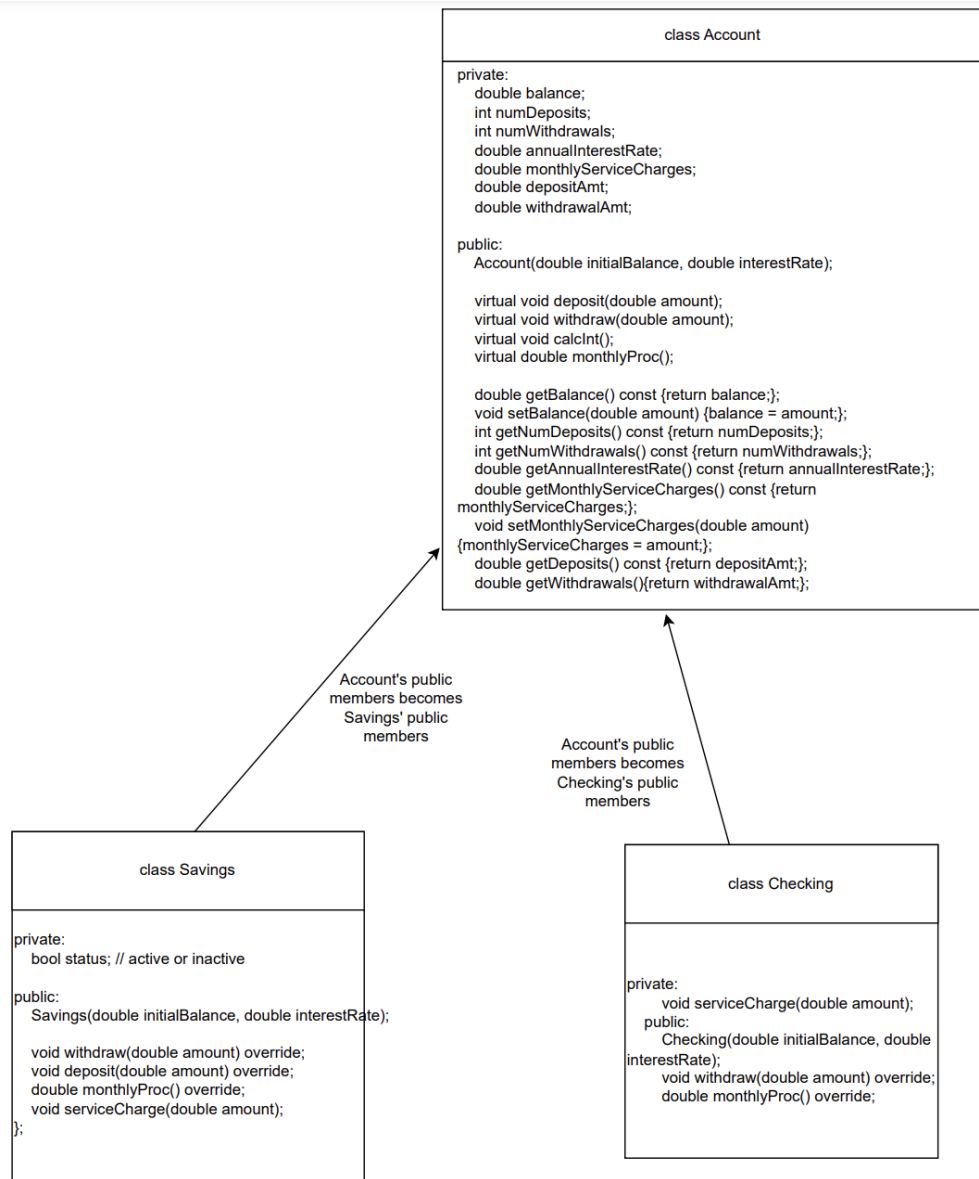 class Account
private:
double balance;
int numDeposits;
int numWithdrawals;
double annualInterestRate;
double monthlyServiceCharges;
double depositAmt;
double withdrawalAmt;
public:
Account(double initialBalance, double interestRate);
virtual void deposit(double amount);
virtual void withdraw(double amount);
virtual void calcInt();
virtual double monthlyProc();
double getBalance() const {return balance;};
void setBalance(double amount) {balance = amount;};
int getNumDeposits() const {return numDeposits;};
int getNumWithdrawals() const {return numWithdrawals;};
double getAnnualInterestRate() const {return annualInterestRate;};
double getMonthlyServiceCharges() const {return
monthlyServiceCharges;};
void setMonthlyServiceCharges(double amount)
{monthlyServiceCharges = amount;};
double getDeposits() const {return depositAmt;};
double getWithdrawals(){return withdrawalAmt;};
Account's public
members becomes
Savings' public
members
Account's public
members becomes
Checking's public
members
class Savings
private:
bool status; // active or inactive
public:
Savings(double initialBalance, double interestRate);
void withdraw(double amount) override;
void deposit(double amount) override;
double monthlyProc() override;
void serviceCharge(double amount);
};
class Checking
private:
void serviceCharge(double amount);
public:
Checking(double initialBalance, double
interestRate);
void withdraw(double amount) override;
double monthlyProc() override;